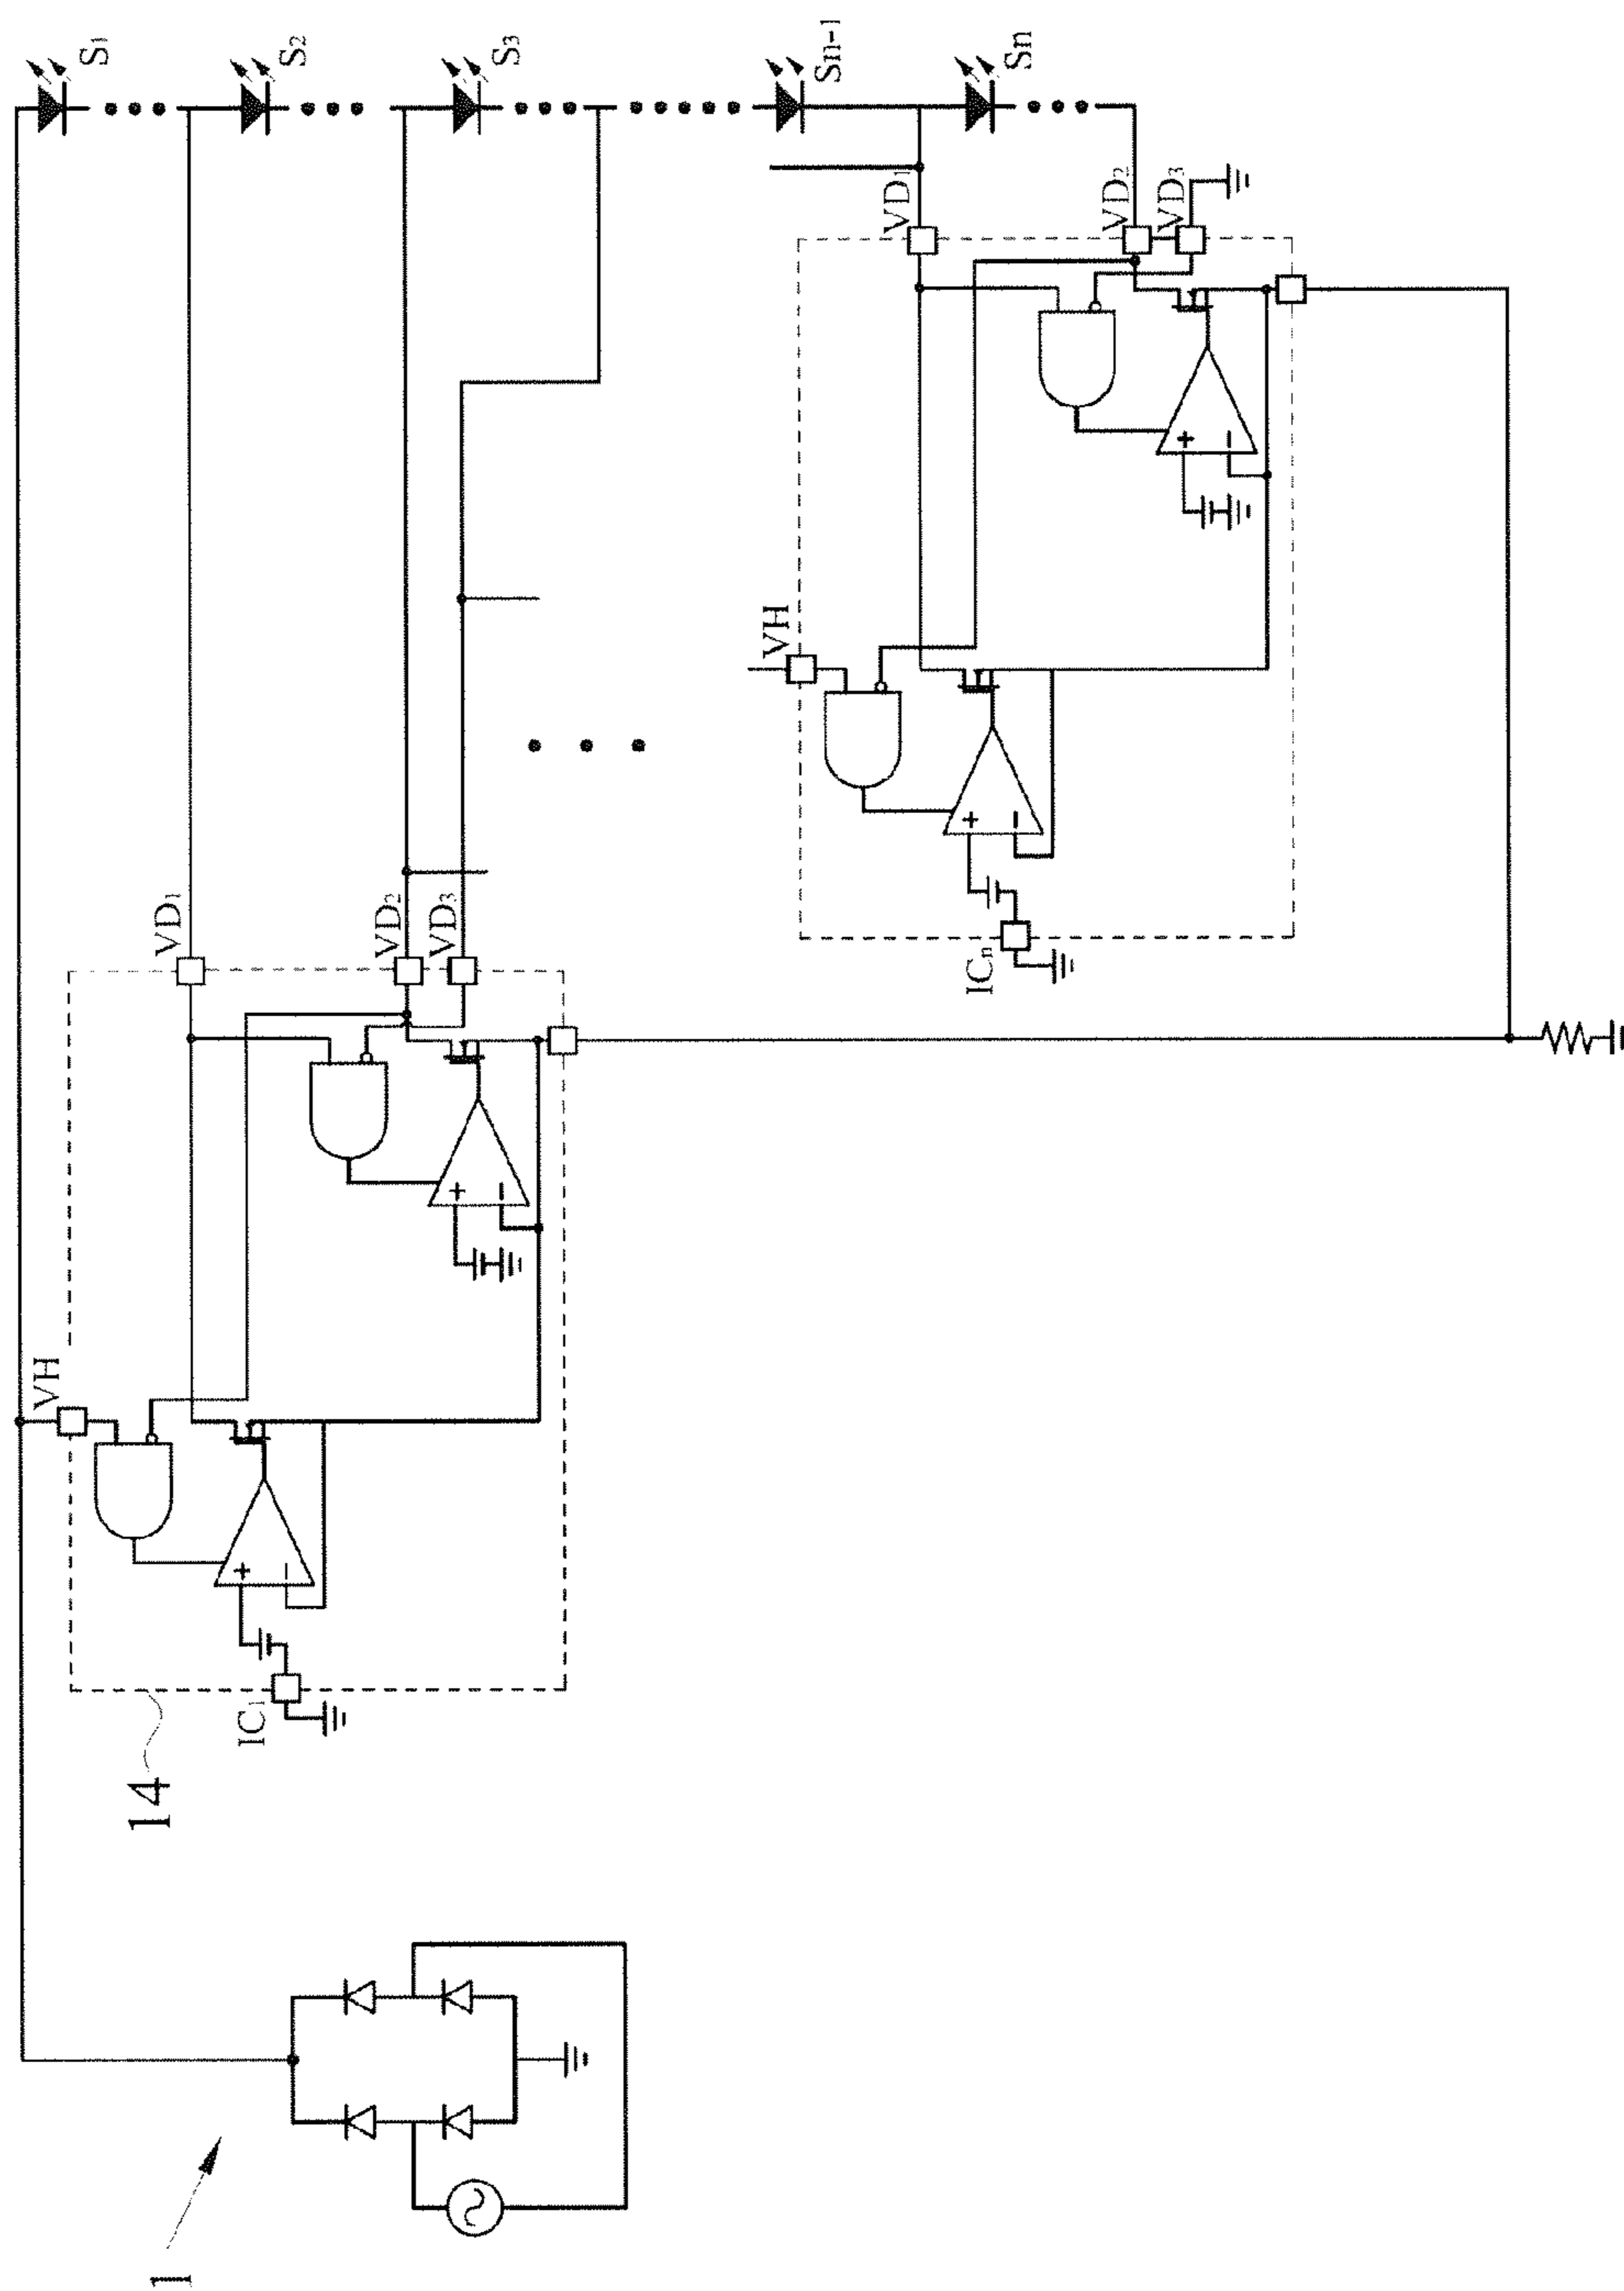 S1
S2
S3
Sn-1
Sn
VD1
VD2
VD3
VH
+
−
+
−
ICn
VD1
VD2
VD3
VH
+
−
+
−
IC1
14
1